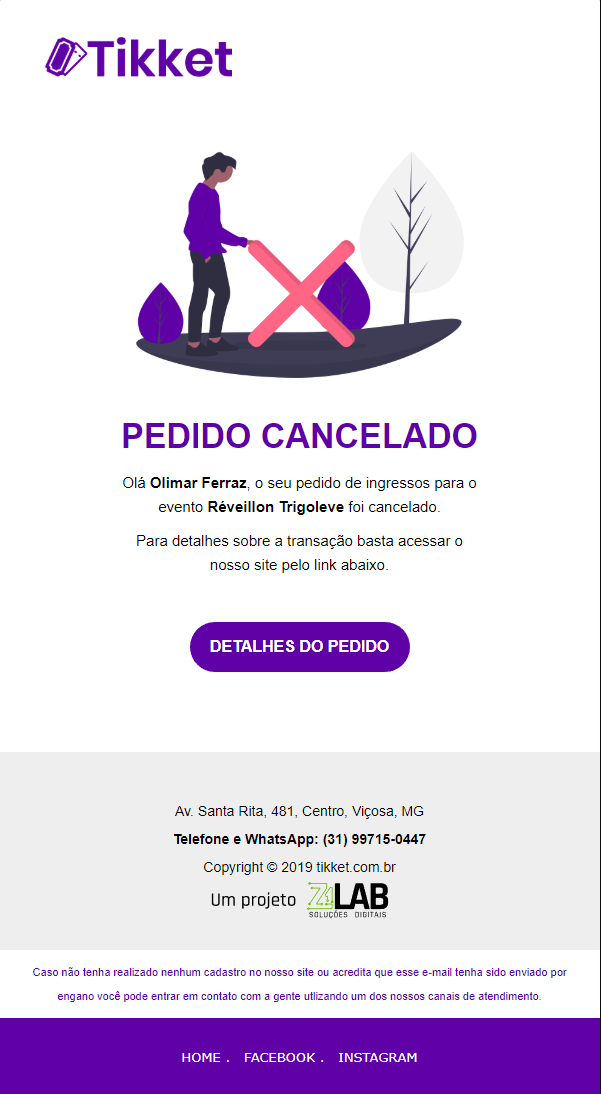 Tikket
PEDIDO CANCELADO
Olá Olimar Ferraz, o seu pedido de ingressos para o
evento Réveillon Trigoleve foi cancelado.
Para detalhes sobre a transação basta acessar o
nosso site pelo link abaixo.
DETALHES DO PEDIDO
Av. Santa Rita, 481, Centro, Viçosa, MG
Telefone e WhatsApp: (31) 99715-0447
Copyright © 2019 tikket.com.br
Um projeto Z4LAB
SOLUÇÕES DIGITAIS
Caso não tenha realizado nenhum cadastro no nosso site ou acredita que esse e-mail tenha sido enviado por
engano você pode entrar em contato com a gente utlizando um dos nossos canais de atendimento.
HOME . FACEBOOK . INSTAGRAM